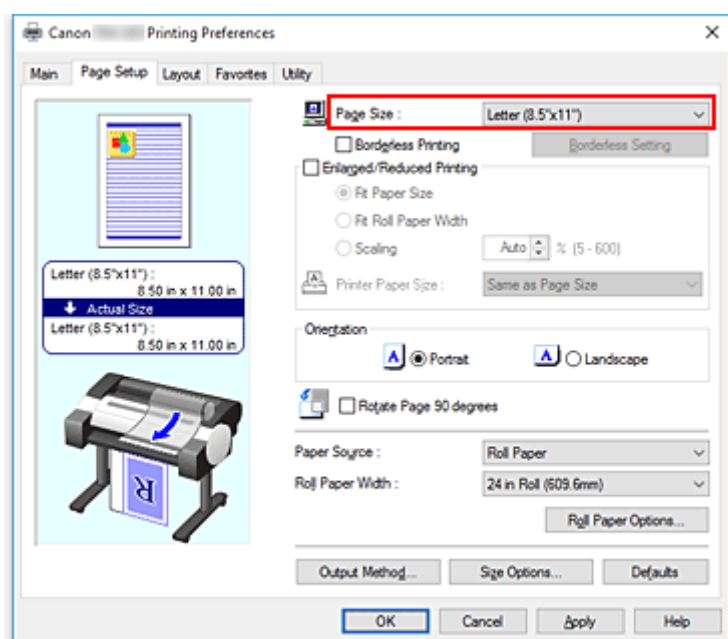 Canon Printing Preferences
Main Page Setup Layout Favorites Utility
Page Size : Letter (8.5"x11")
Borderless Printing Borderless Setting
Enlarged/Reduced Printing
Fit Paper Size
Fit Roll Paper Width
Scaling Auto % (5 - 600)
Printer Paper Size : Same as Page Size
Letter (8.5"x11") :
8.50 in x 11.00 in
Actual Size
Letter (8.5"x11") :
8.50 in x 11.00 in
Orientation
A Portrait A Landscape
Rotate Page 90 degrees
R
Paper Source : Roll Paper
Roll Paper Width : 24 in Roll (609.6mm)
Roll Paper Options...
Output Method... Size Options... Defaults
OK Cancel Apply Help